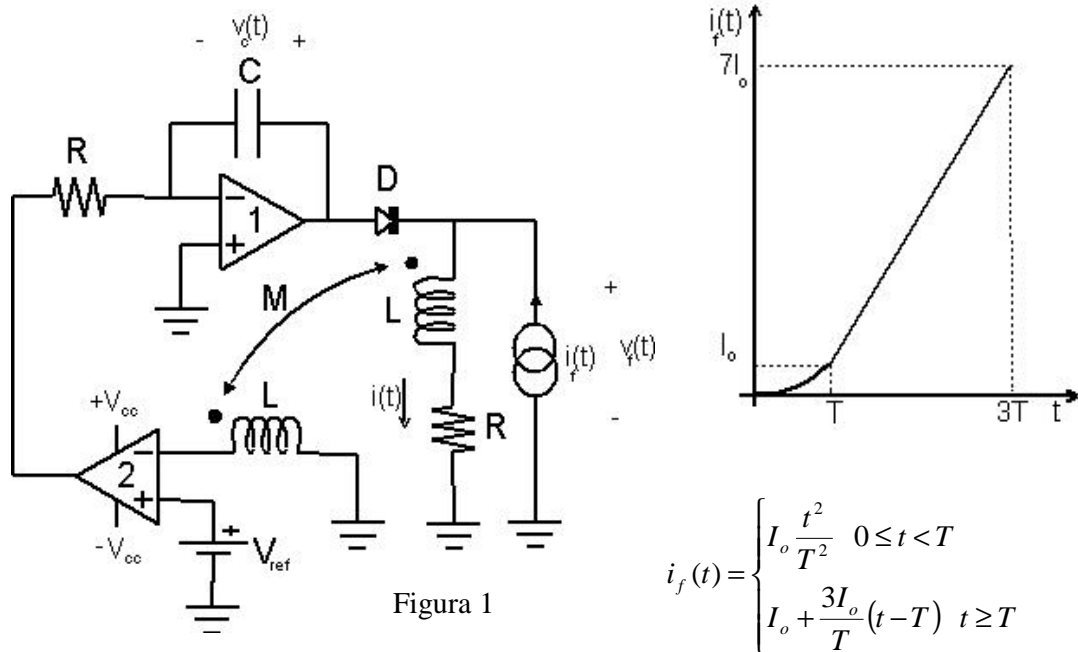 - v_c(t) +
C
R
D
- 1 +
M
L
i(t)
R
i_f(t)
+
v_f(t)
-
L
+V_cc
2
- +
-V_cc
+
V_ref
Figura 1
i_f(t)
7I_o
I_o
T 3T t
i_f(t) = { I_o t²/T² 0 ≤ t < T
I_o + 3I_o/T (t − T) t ≥ T